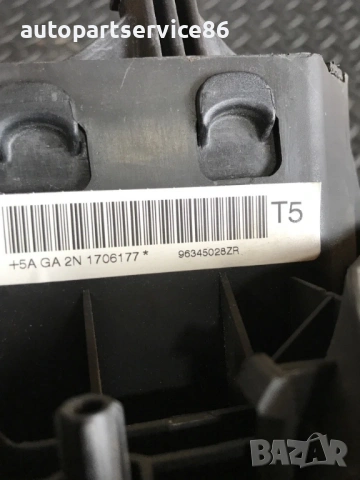 autopartservice86
T5
+5A GA 2N 1706177 *
96345028ZR
BAZAR